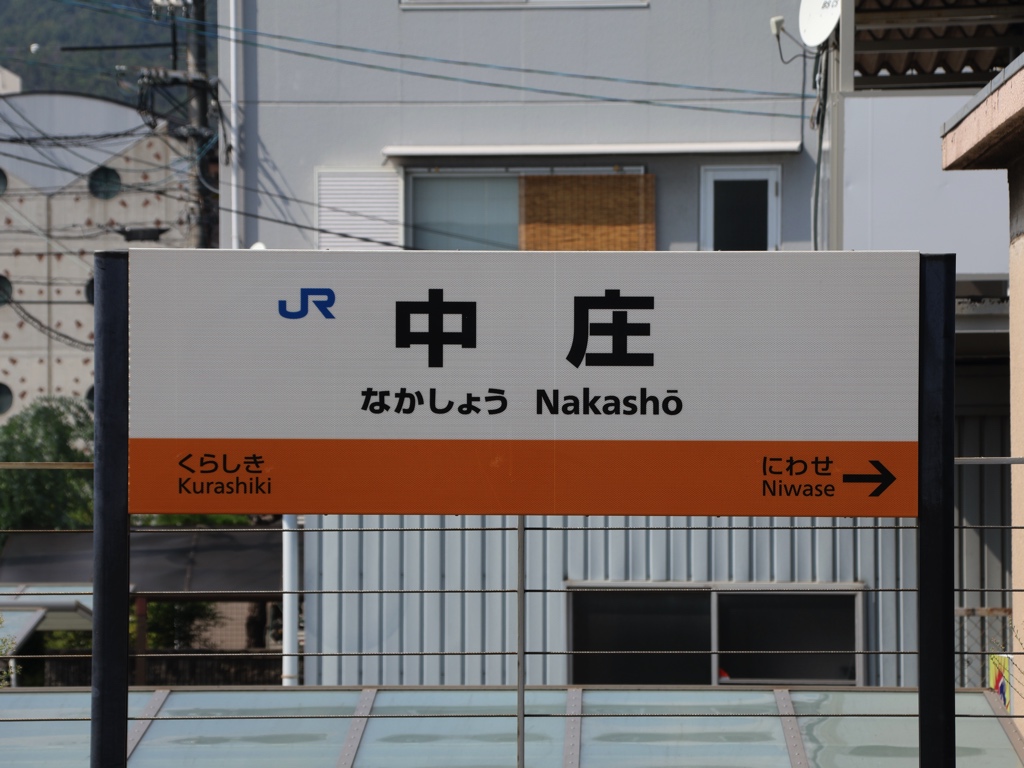 JR 中庄
なかしょう Nakashō
くらしき
Kurashiki
にわせ
Niwase